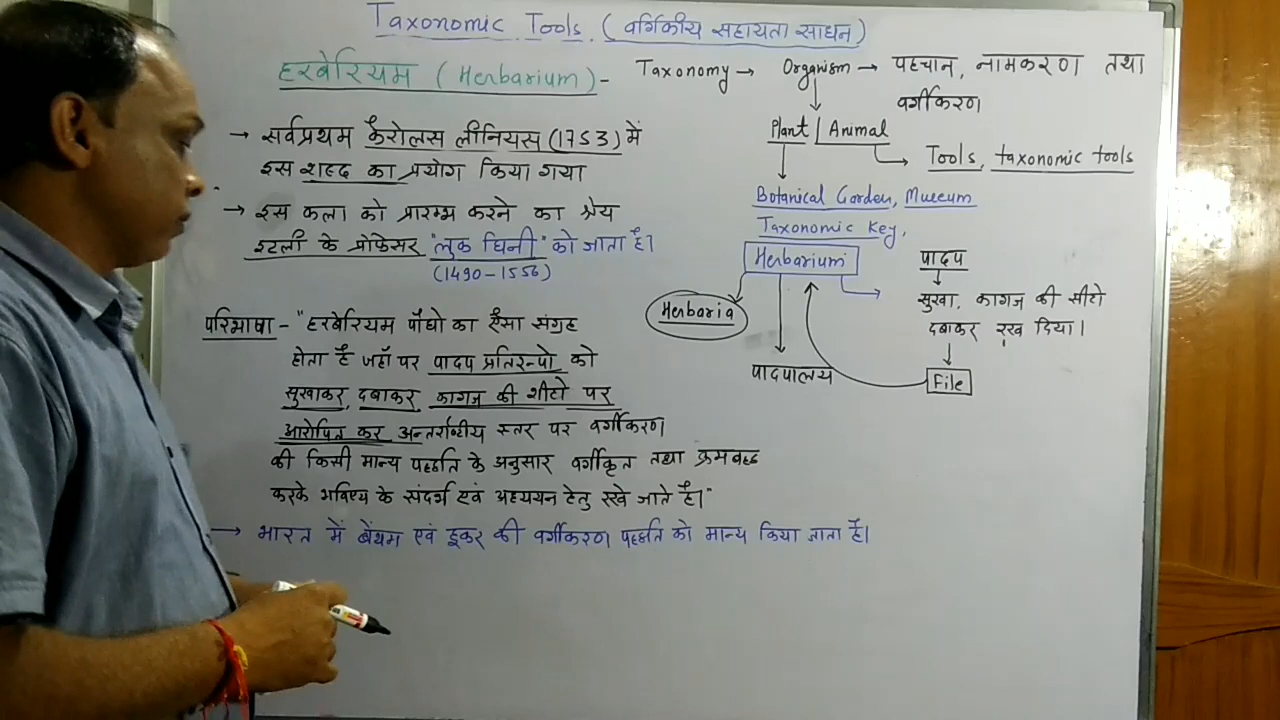 Taxonomic Tools. (वर्गिकीय सहायता साधन)
हरबेरियम (Herbarium) -
Taxonomy → Organism → पहचान, नामकरण तथा
वर्गीकरण
→ सर्वप्रथम कैरोलस लीनियस (1753) में
इस शब्द का प्रयोग किया गया
→ इस कला को प्रारम्भ करने का श्रेय
इटली के प्रोफेसर "लुक घिनी" को जाता है।
(1490-1556)
परिभाषा - "हरबेरियम पौधो का ऐसा संग्रह
होता है जहाँ पर पादप प्रतिरूपो को
सुखाकर, दबाकर, कागज की शीटो पर
आरोपित कर अन्तर्राष्ट्रीय स्तर पर वर्गीकरण
की किसी मान्य पद्धति के अनुसार वर्गीकृत तथा क्रमबद्ध
करके भविष्य के संदर्भ एवं अध्ययन हेतु रखे जाते है।"
→ भारत में बेंथम एवं हूकर की वर्गीकरण पद्धति को मान्य किया जाता है।
Plant | Animal
Tools, taxonomic tools
Botanical Gorden, Museum
Taxonomic Key,
Herbarium
Herbaria
पादपालय
पादप
सुखा, कागज की सीटो
दबाकर रख दिया।
File